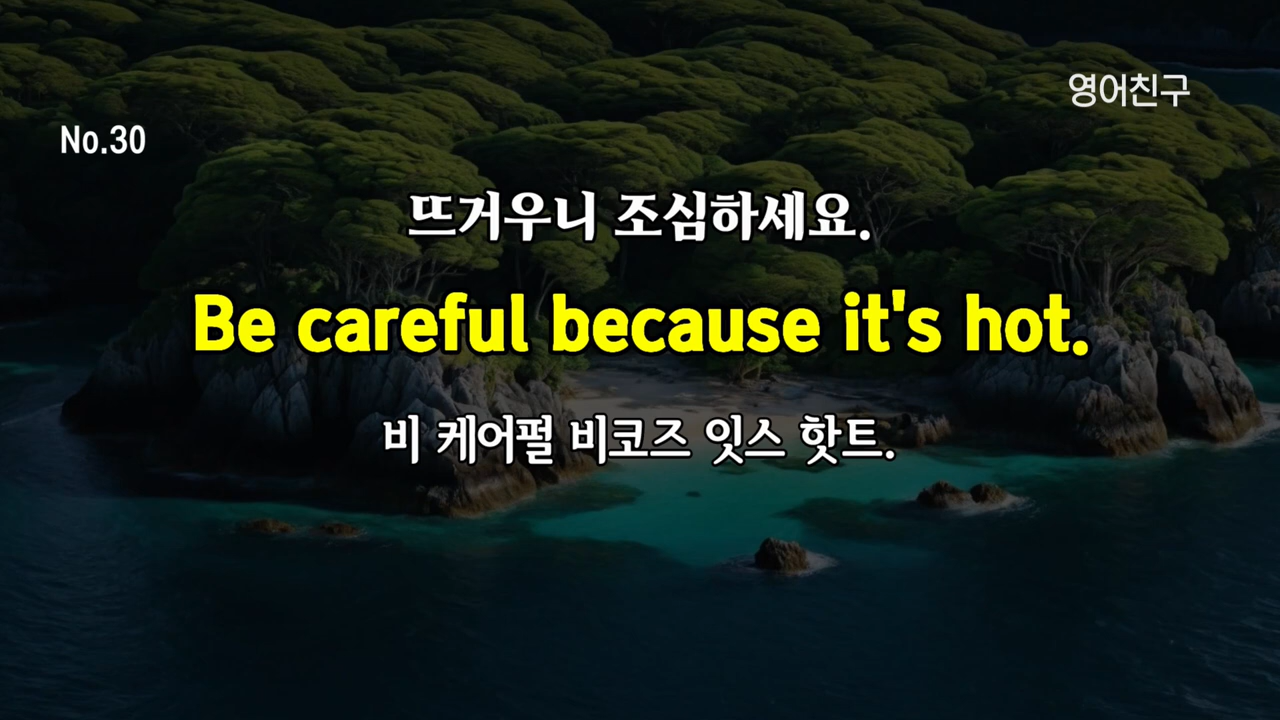 영어친구
No.30
뜨거우니 조심하세요.
Be careful because it's hot.
비 케어펄 비코즈 잇스 핫트.